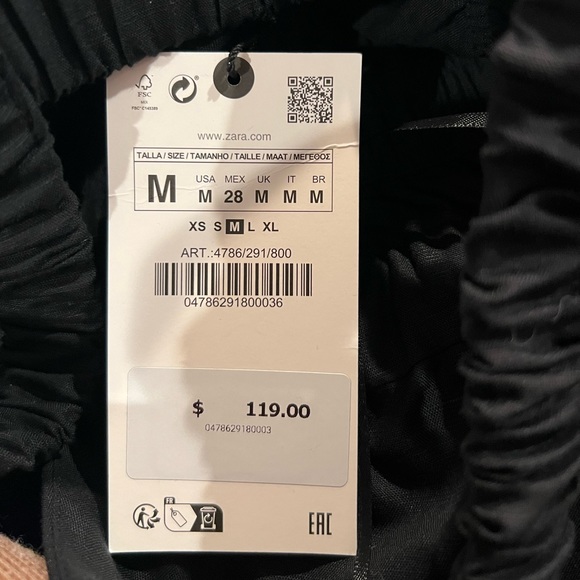 FSC
www.zara.com
TALLA / SIZE / TAMANHO / TAILLE / MAAT / ΜΕΓΕΘΟΣ
M
USA MEX UK IT BR
M 28 M M M
XS S M L XL
ART.:4786/291/800
04786291800036
$ 119.00
0478629180003
FR
EAC